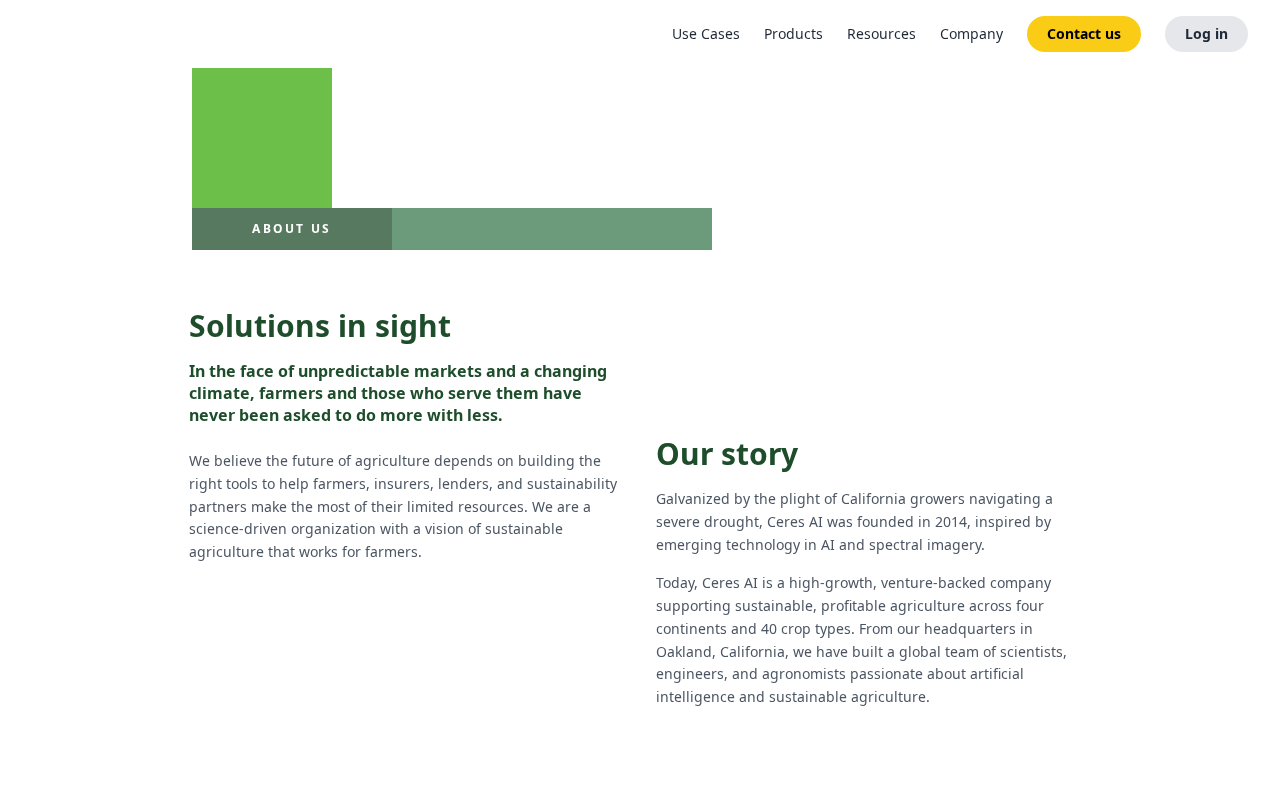 Use Cases Products Resources Company Contact us Log in
ABOUT US
Solutions in sight
In the face of unpredictable markets and a changing
climate, farmers and those who serve them have
never been asked to do more with less.
We believe the future of agriculture depends on building the
right tools to help farmers, insurers, lenders, and sustainability
partners make the most of their limited resources. We are a
science-driven organization with a vision of sustainable
agriculture that works for farmers.
Our story
Galvanized by the plight of California growers navigating a
severe drought, Ceres AI was founded in 2014, inspired by
emerging technology in AI and spectral imagery.
Today, Ceres AI is a high-growth, venture-backed company
supporting sustainable, profitable agriculture across four
continents and 40 crop types. From our headquarters in
Oakland, California, we have built a global team of scientists,
engineers, and agronomists passionate about artificial
intelligence and sustainable agriculture.